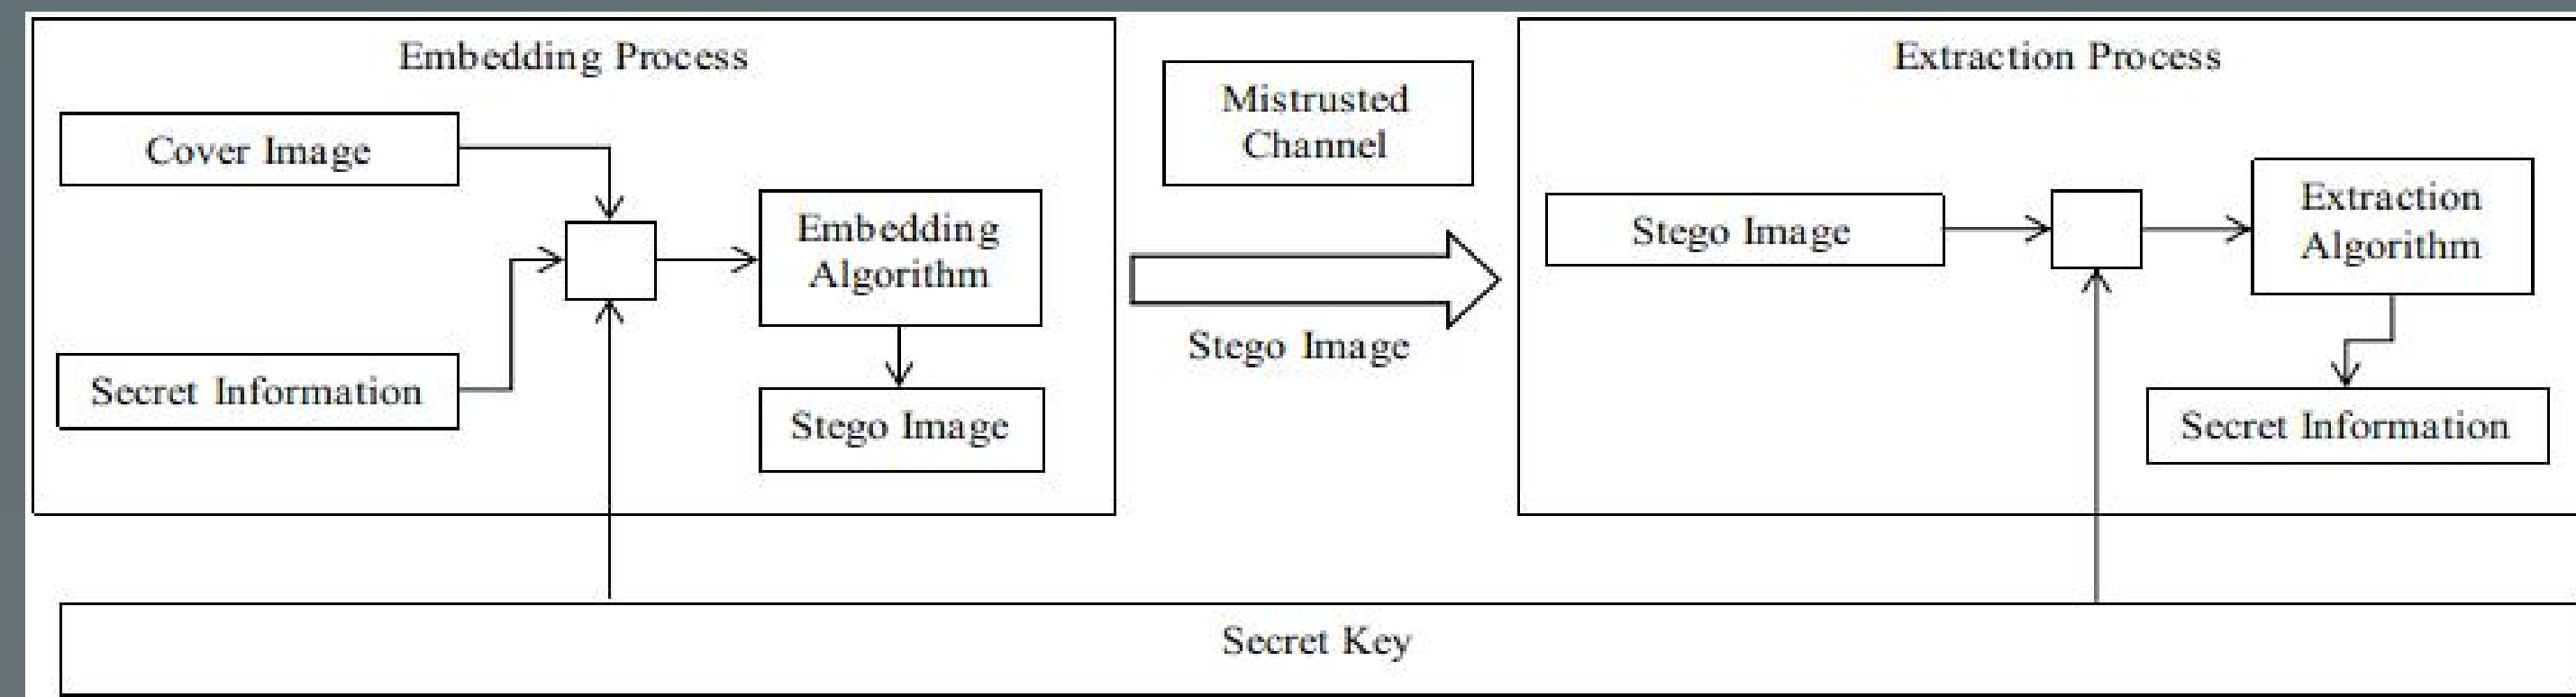 Embedding Process
Cover Image
Secret Information
Embedding
Algorithm
Stego Image
Mistrusted
Channel
Stego Image
Extraction Process
Stego Image
Extraction
Algorithm
Secret Information
Secret Key